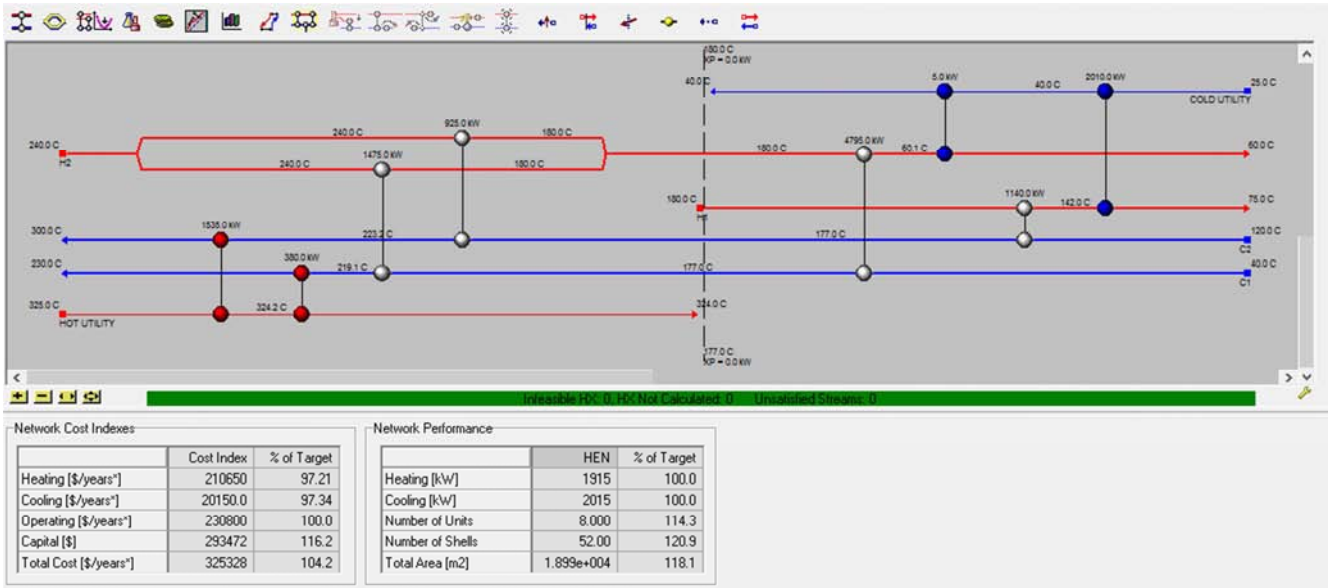 180.0 C
XP = 0.0 kW
40.0 C
5.0 kW
40.0 C
2010.0 kW
25.0 C
COLD UTILITY
925.0 kW
240.0 C
180.0 C
240.0 C
H2
1475.0 kW
240.0 C
180.0 C
180.0 C
4795.0 kW
60.1 C
60.0 C
180.0 C
H1
1140.0 kW
142.0 C
75.0 C
1535.0 kW
300.0 C
223.2 C
177.0 C
120.0 C
C2
380.0 kW
230.0 C
219.1 C
177.0 C
40.0 C
C1
325.0 C
HOT UTILITY
324.2 C
324.0 C
177.0 C
XP = 0.0 kW
Infeasible HX: 0, HX Not Calculated: 0 Unsatisfied Streams: 0
Network Cost Indexes
Cost Index % of Target
Heating [$/years*] 210650 97.21
Cooling [$/years*] 20150.0 97.34
Operating [$/years*] 230800 100.0
Capital [$] 293472 116.2
Total Cost [$/years*] 325328 104.2
Network Performance
HEN % of Target
Heating [kW] 1915 100.0
Cooling [kW] 2015 100.0
Number of Units 8.000 114.3
Number of Shells 52.00 120.9
Total Area [m2] 1.899e+004 118.1